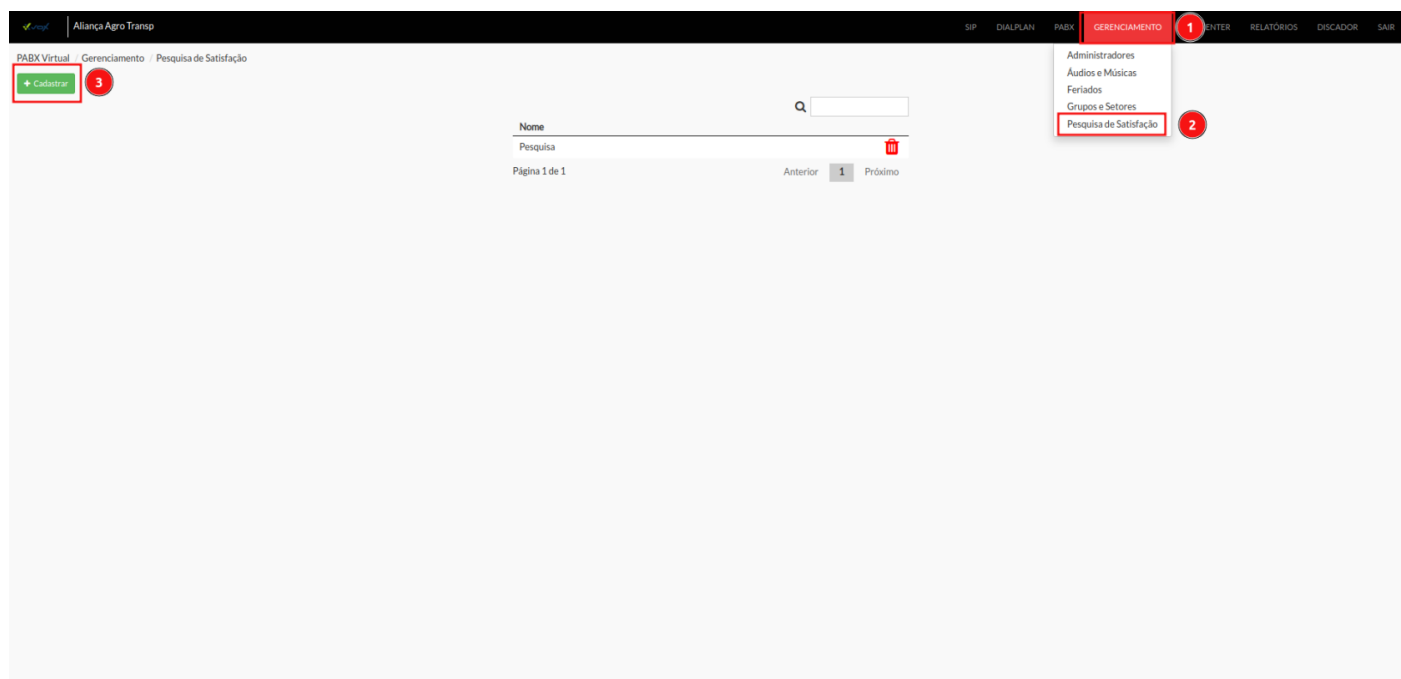 Aliança Agro Transp
SIP DIALPLAN PABX GERENCIAMENTO 1 ENTER RELATÓRIOS DISCADOR SAIR
PABX Virtual / Gerenciamento / Pesquisa de Satisfação
+ Cadastrar 3
Administradores
Áudios e Músicas
Feriados
Grupos e Setores
Pesquisa de Satisfação 2
Nome
Pesquisa
Página 1 de 1 Anterior 1 Próximo